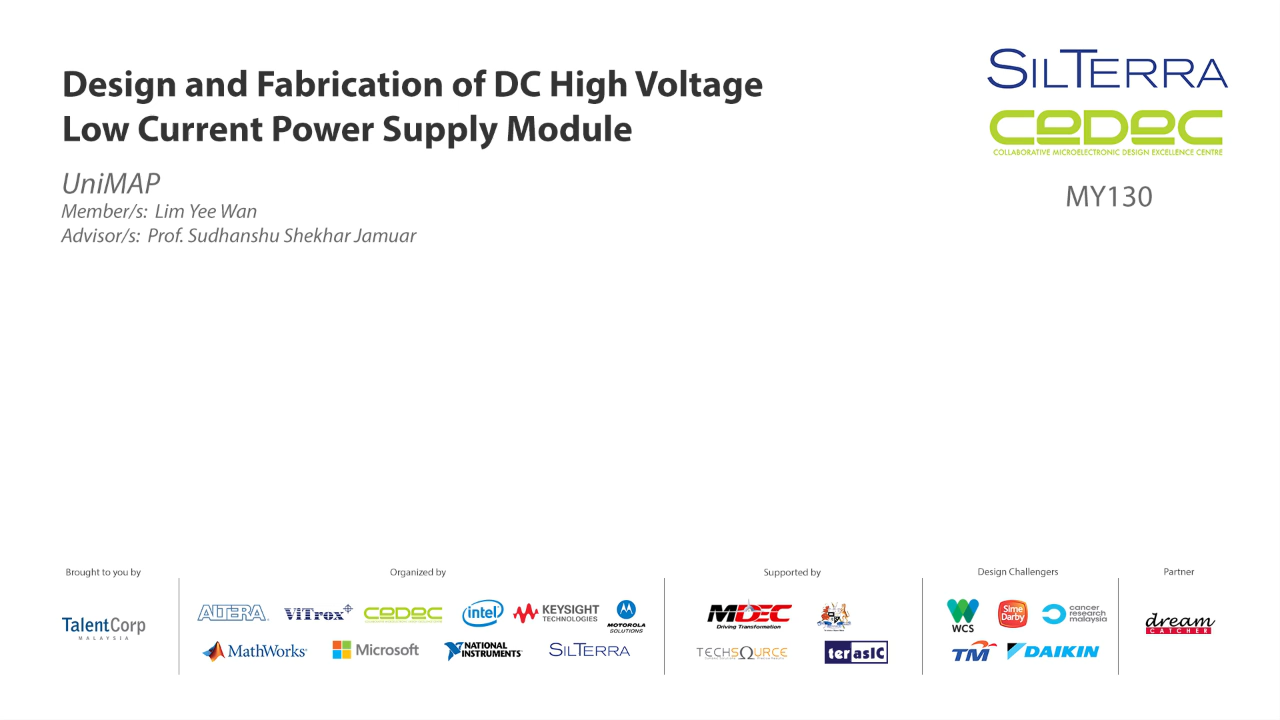 Design and Fabrication of DC High Voltage
Low Current Power Supply Module
UniMAP
Member/s: Lim Yee Wan
Advisor/s: Prof. Sudhanshu Shekhar Jamuar
SILTERRA
CEDEC
COLLABORATIVE MICROELECTRONIC DESIGN EXCELLENCE CENTRE
MY130
Brought to you by
TalentCorp
MALAYSIA
Organized by
ALTERA
ViTrox
CEDEC
intel
KEYSIGHT
TECHNOLOGIES
MOTOROLA
SOLUTIONS
MathWorks
Microsoft
NATIONAL
INSTRUMENTS
SILTERRA
Supported by
MDEC
Driving Transformation
TECHSOURCE
terasIC
Design Challengers
WCS
Sime
Darby
cancer
research
malaysia
TM
DAIKIN
Partner
dream
CATCHER